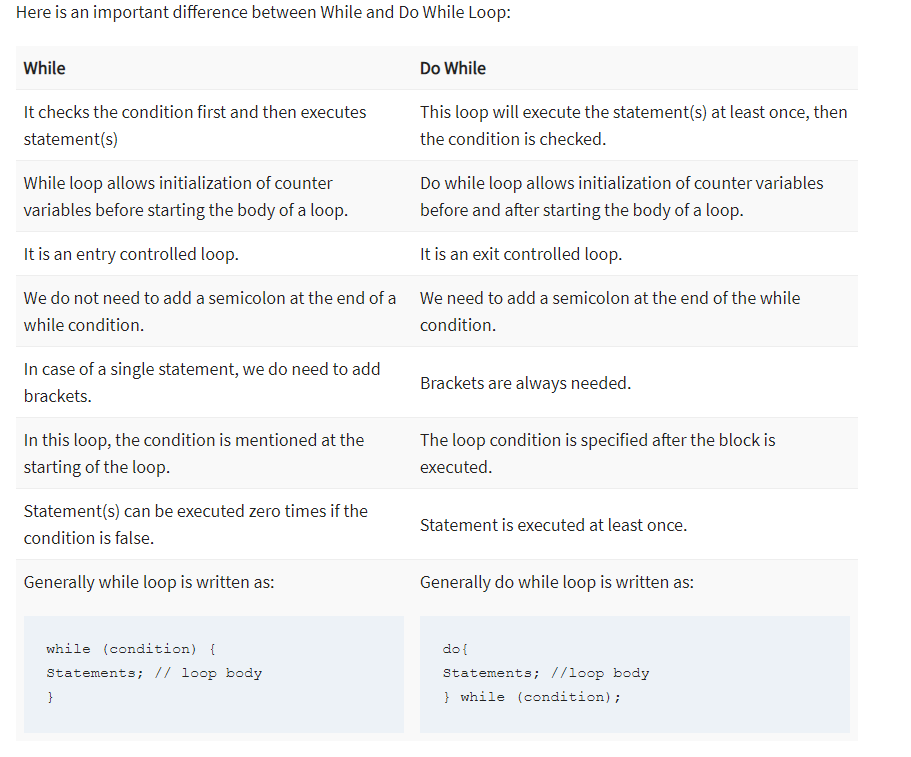 Here is an important difference between While and Do While Loop:
While
Do While
It checks the condition first and then executes
statement(s)
This loop will execute the statement(s) at least once, then
the condition is checked.
While loop allows initialization of counter
variables before starting the body of a loop.
Do while loop allows initialization of counter variables
before and after starting the body of a loop.
It is an entry controlled loop.
It is an exit controlled loop.
We do not need to add a semicolon at the end of a
while condition.
We need to add a semicolon at the end of the while
condition.
In case of a single statement, we do need to add
brackets.
Brackets are always needed.
In this loop, the condition is mentioned at the
starting of the loop.
The loop condition is specified after the block is
executed.
Statement(s) can be executed zero times if the
condition is false.
Statement is executed at least once.
Generally while loop is written as:
while (condition) {
Statements; // loop body
}
Generally do while loop is written as:
do{
Statements; //loop body
} while (condition);